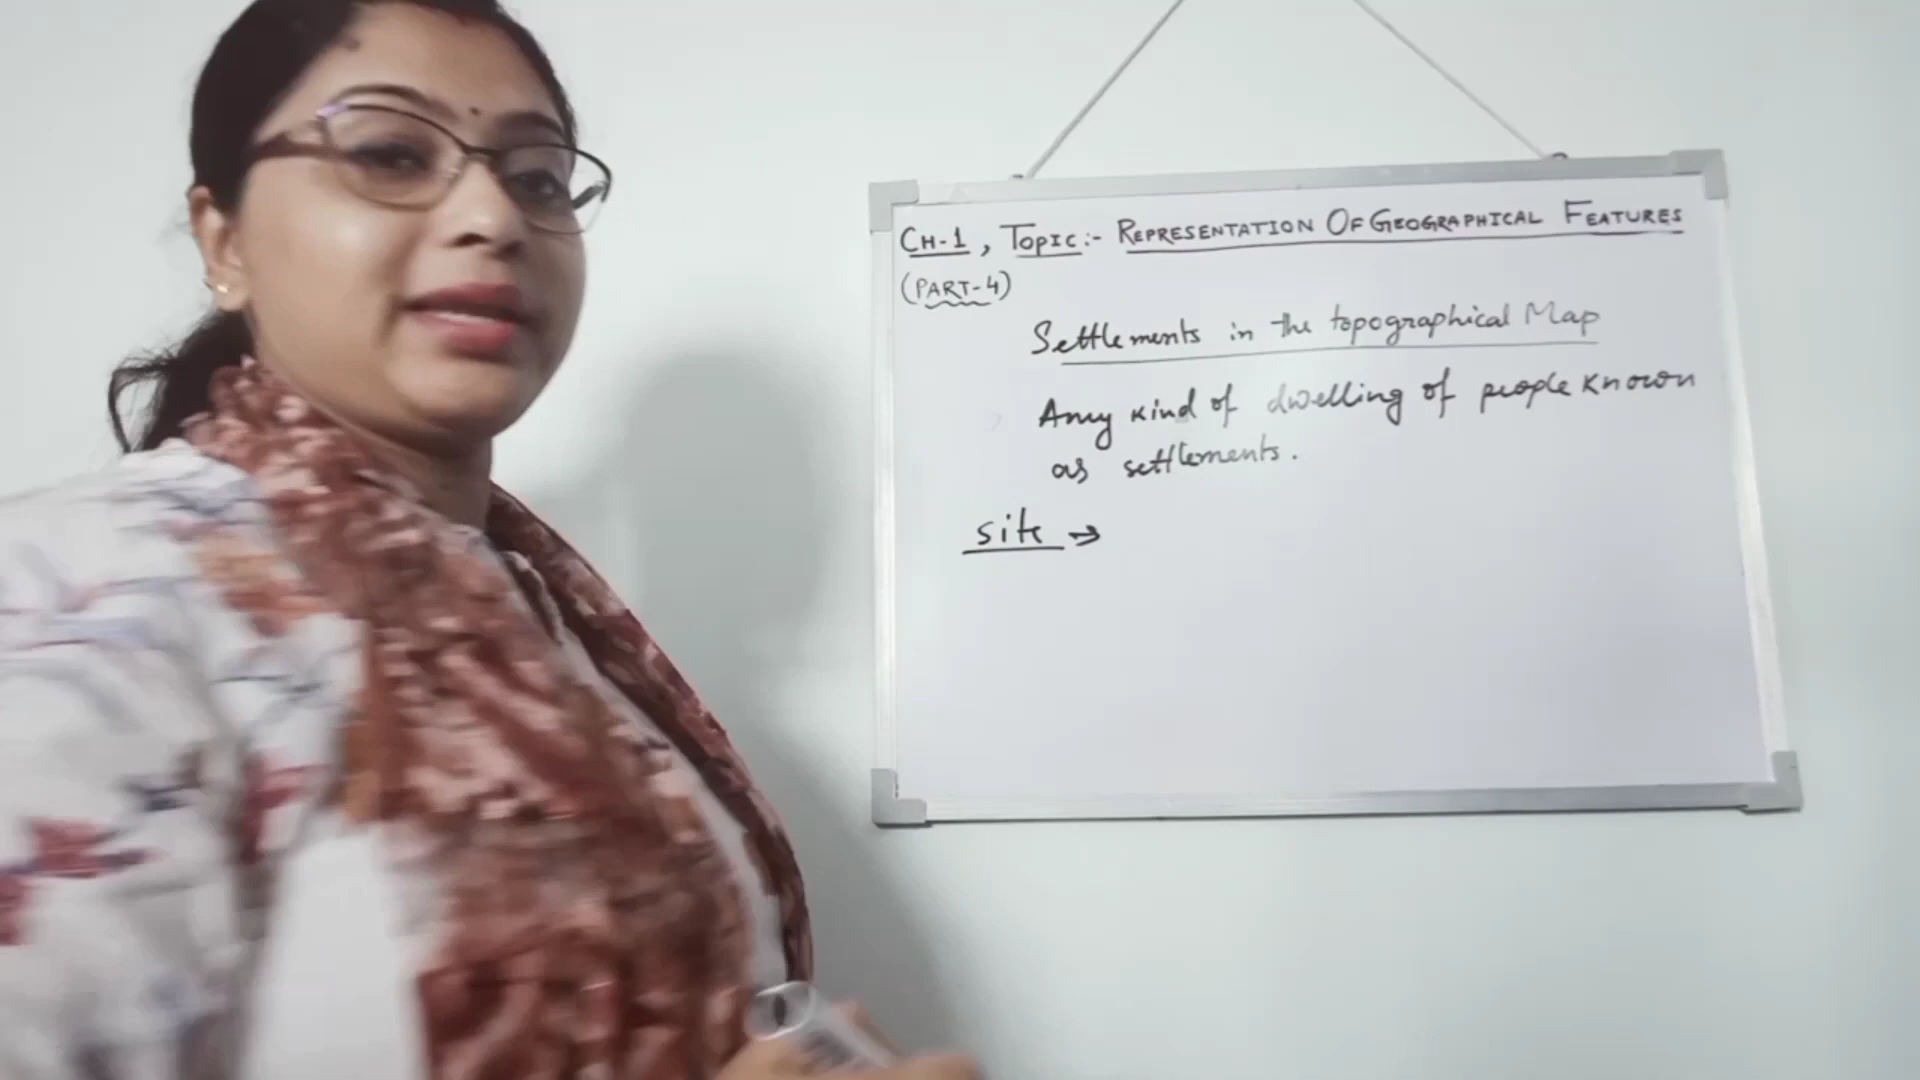 CH-1, TOPIC:- REPRESENTATION OF GEOGRAPHICAL FEATURES
(PART-4)
Settlements in the topographical Map
Any kind of dwelling of people known
as settlements.
site →